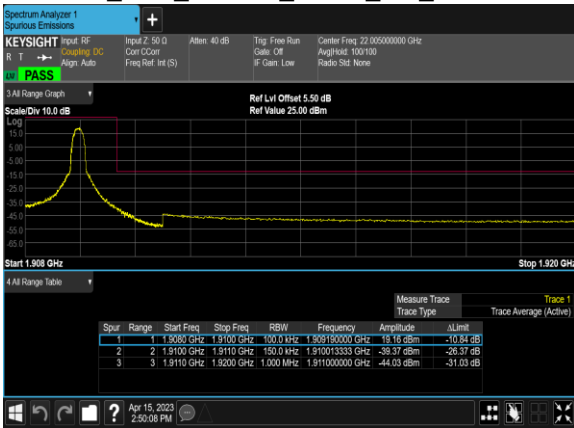 Spectrum Analyzer 1
Spurious Emissions
+
KEYSIGHT Input: RF Input Z: 50 Ω Atten: 40 dB Trig: Free Run Center Freq: 22.005000000 GHz
R T Coupling: DC Corr CCorr Gate: Off Avg|Hold: 100/100
Align: Auto Freq Ref: Int (S) IF Gain: Low Radio Std: None
PASS
3 All Range Graph
Ref Lvl Offset 5.50 dB
Scale/Div 10.0 dB Ref Value 25.00 dBm
Log
15.0
5.00
-5.00
-15.0
-25.0
-35.0
-45.0
-55.0
-65.0
Start 1.908 GHz Stop 1.920 GHz
4 All Range Table
Measure Trace Trace 1
Trace Type Trace Average (Active)
Spur Range Start Freq Stop Freq RBW Frequency Amplitude ΔLimit
1 1 1.9080 GHz 1.9100 GHz 100.0 kHz 1.909190000 GHz 19.16 dBm -10.84 dB
2 2 1.9100 GHz 1.9110 GHz 150.0 kHz 1.910013333 GHz -39.37 dBm -26.37 dB
3 3 1.9110 GHz 1.9200 GHz 1.000 MHz 1.911000000 GHz -44.03 dBm -31.03 dB
? Apr 15, 2023
2:50:08 PM